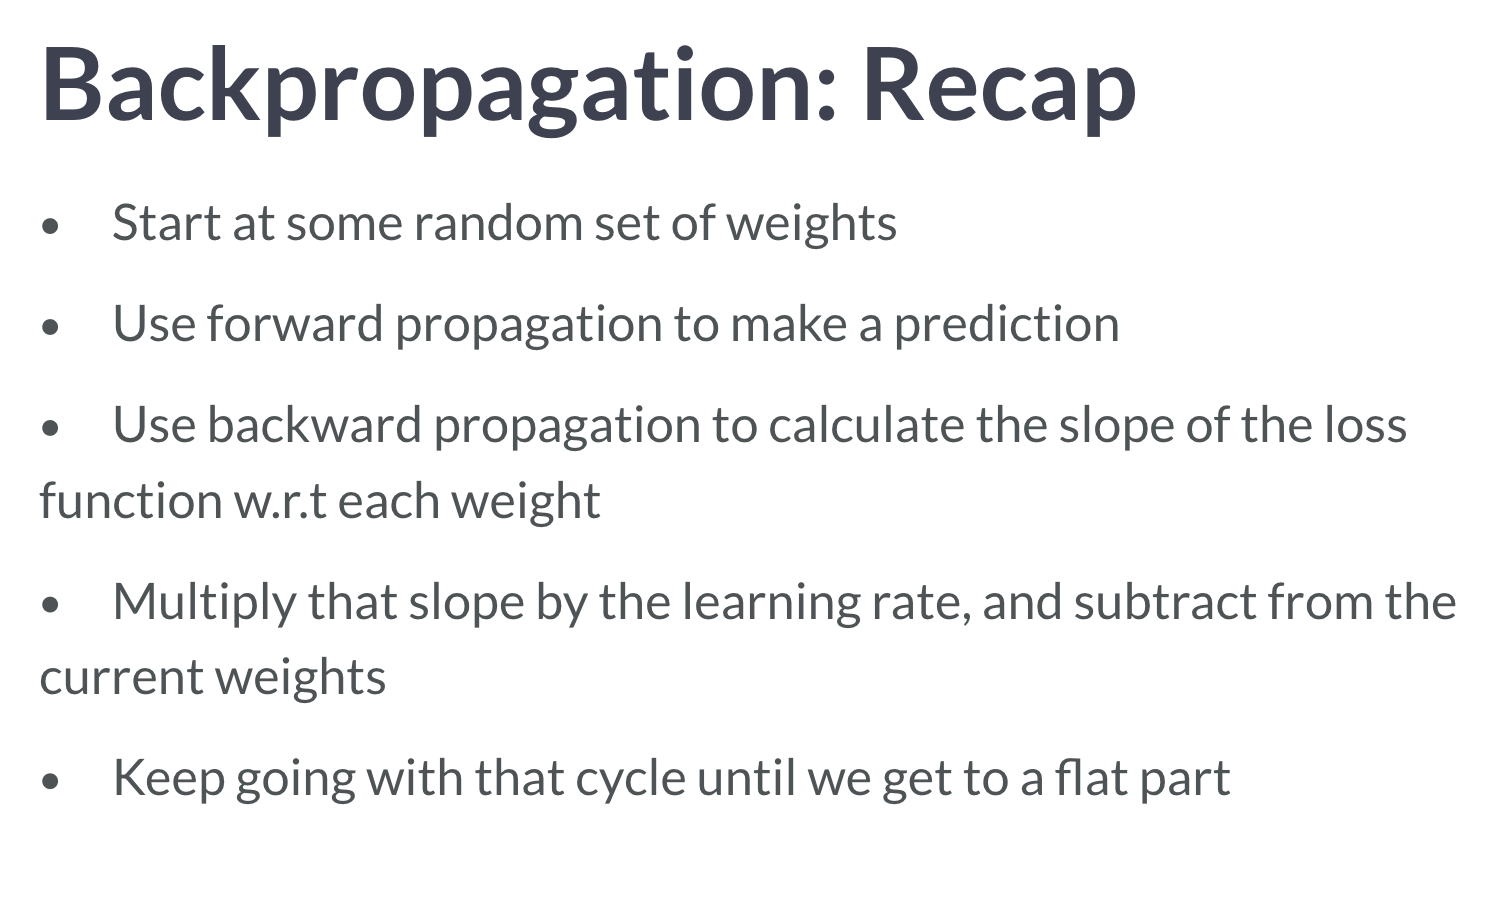 Backpropagation: Recap
• Start at some random set of weights
• Use forward propagation to make a prediction
• Use backward propagation to calculate the slope of the loss
function w.r.t each weight
• Multiply that slope by the learning rate, and subtract from the
current weights
• Keep going with that cycle until we get to a flat part